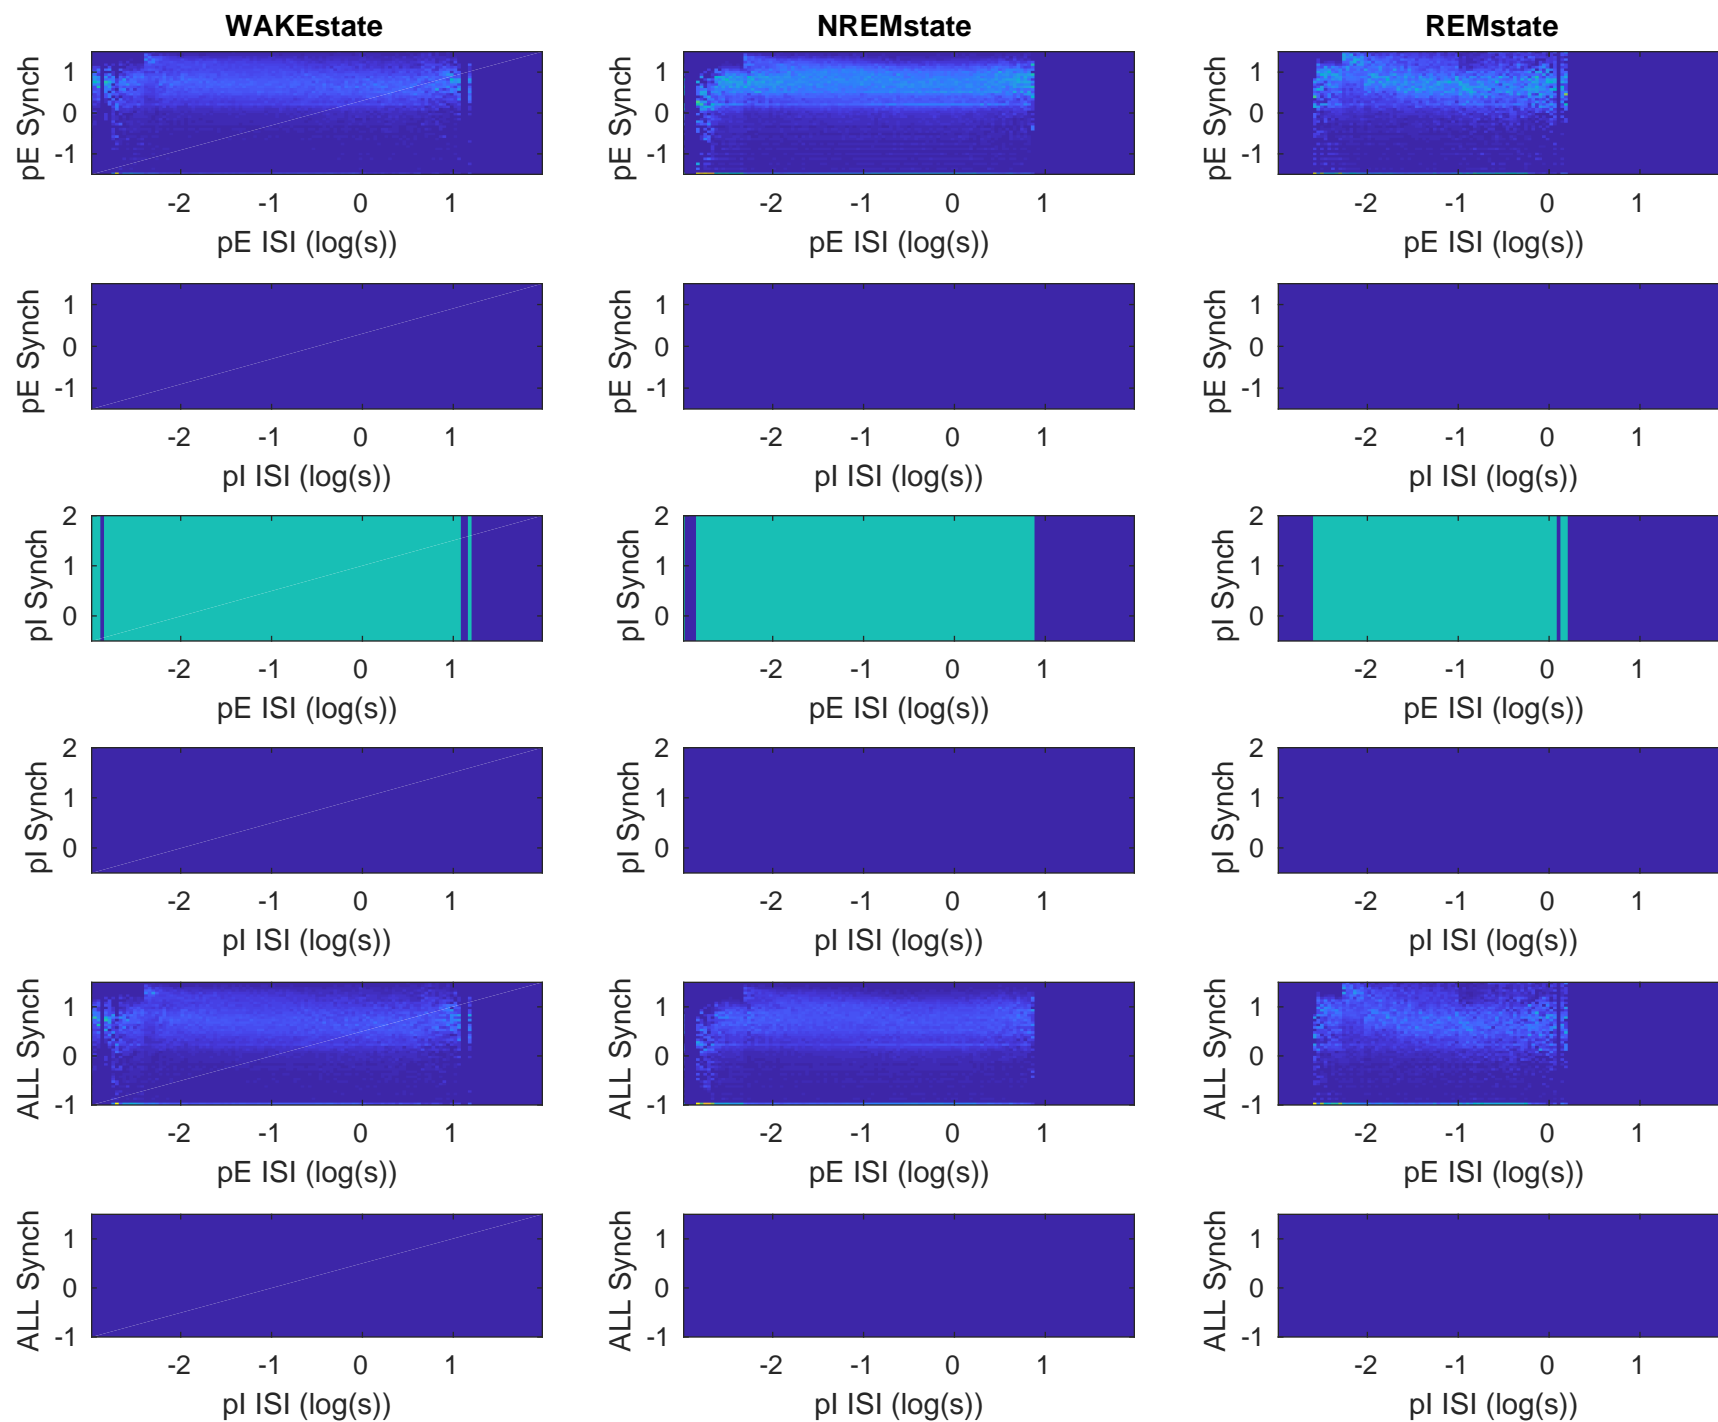 WAKEstate NREMstate REMstate
pE Synch 1 0 -1 pE Synch 1 0 -1 pE Synch 1 0 -1
-2 -1 0 1 -2 -1 0 1 -2 -1 0 1
pE ISI (log(s)) pE ISI (log(s)) pE ISI (log(s))
pE Synch 1 0 -1 pE Synch 1 0 -1 pE Synch 1 0 -1
-2 -1 0 1 -2 -1 0 1 -2 -1 0 1
pI ISI (log(s)) pI ISI (log(s)) pI ISI (log(s))
pI Synch 2 1 0 pI Synch 2 1 0 pI Synch 2 1 0
-2 -1 0 1 -2 -1 0 1 -2 -1 0 1
pE ISI (log(s)) pE ISI (log(s)) pE ISI (log(s))
pI Synch 2 1 0 pI Synch 2 1 0 pI Synch 2 1 0
-2 -1 0 1 -2 -1 0 1 -2 -1 0 1
pI ISI (log(s)) pI ISI (log(s)) pI ISI (log(s))
ALL Synch 1 0 -1 ALL Synch 1 0 -1 ALL Synch 1 0 -1
-2 -1 0 1 -2 -1 0 1 -2 -1 0 1
pE ISI (log(s)) pE ISI (log(s)) pE ISI (log(s))
ALL Synch 1 0 -1 ALL Synch 1 0 -1 ALL Synch 1 0 -1
-2 -1 0 1 -2 -1 0 1 -2 -1 0 1
pI ISI (log(s)) pI ISI (log(s)) pI ISI (log(s))